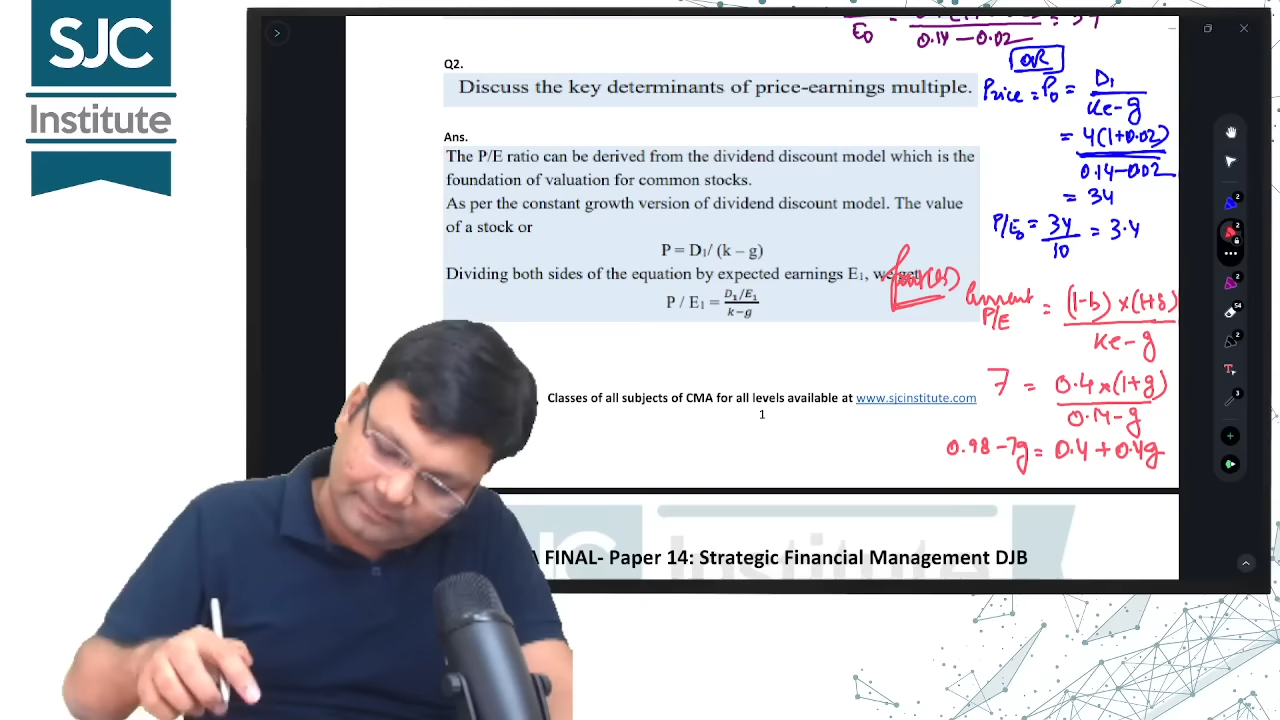 SJC
Institute
E₀ = 0.14 - 0.02
Q2.
Discuss the key determinants of price-earnings multiple.
Ans.
The P/E ratio can be derived from the dividend discount model which is the
foundation of valuation for common stocks.
As per the constant growth version of dividend discount model. The value
of a stock or
P = D₁/ (k – g)
Dividing both sides of the equation by expected earnings E₁, we get
P / E₁ = D₁/E₁
k−g
Classes of all subjects of CMA for all levels available at www.sjcinstitute.com
1
OR
Price = P₀ = D₁
ke - g
= 4(1+0.02)
0.14-0.02
= 34
P/E₀ = 34
10
= 3.4
Current P/E = (1-b) x (1+g)
ke - g
7 = 0.4 x (1+g)
0.14 - g
0.98 - 7g = 0.4 + 0.4g
FINAL- Paper 14: Strategic Financial Management DJB
Institute